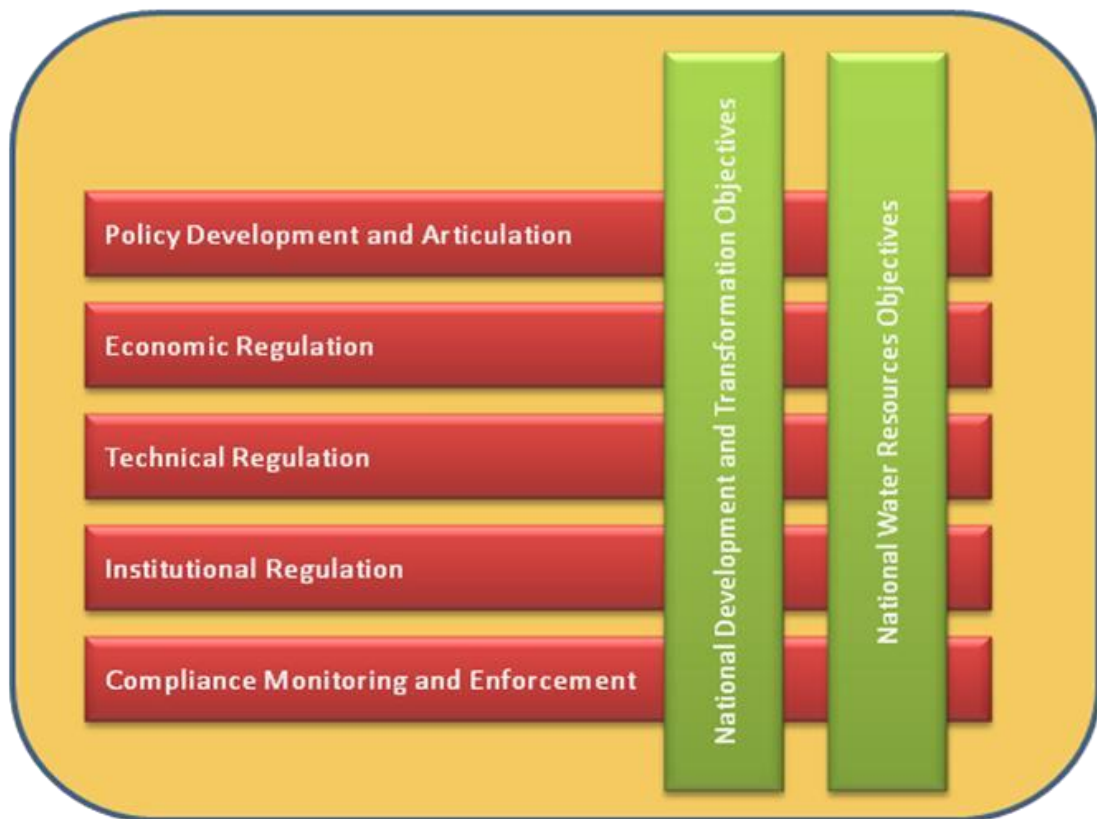 Policy Development and Articulation
Economic Regulation
Technical Regulation
Institutional Regulation
Compliance Monitoring and Enforcement
National Development and Transformation Objectives
National Water Resources Objectives